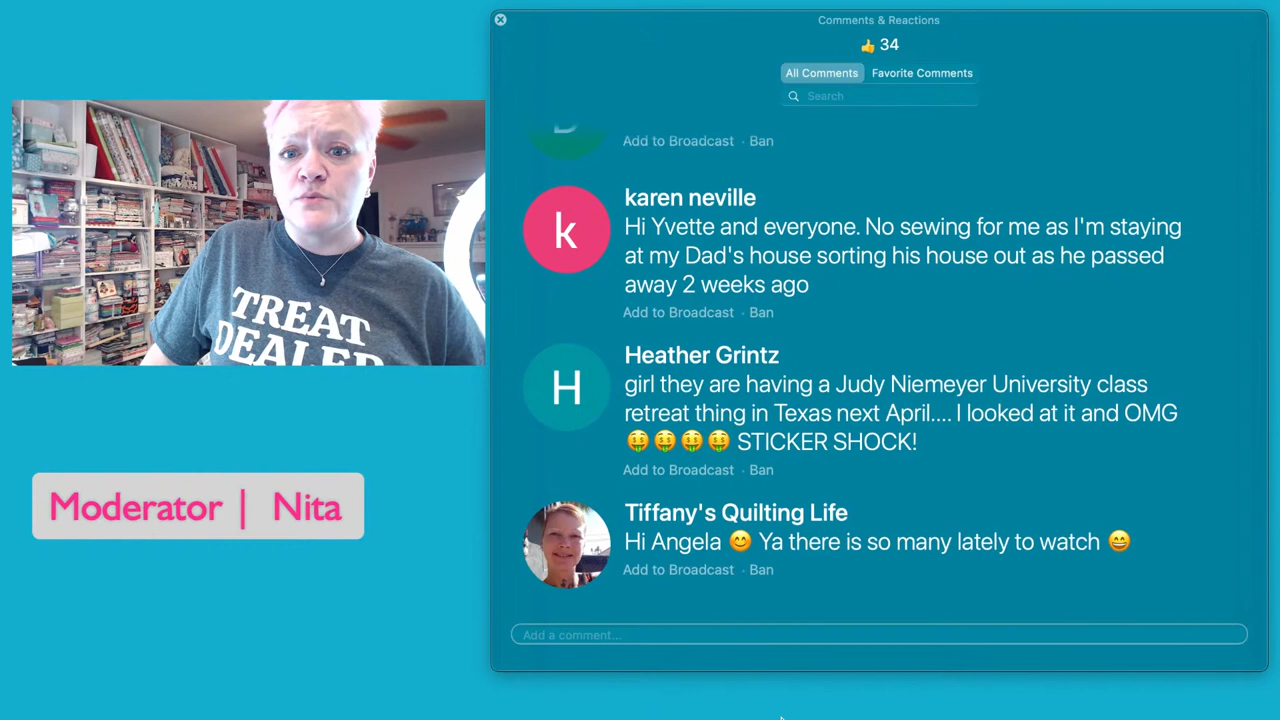 Comments & Reactions
👍 34
All Comments Favorite Comments
Search
Add to Broadcast · Ban
k
karen neville
Hi Yvette and everyone. No sewing for me as I'm staying
at my Dad's house sorting his house out as he passed
away 2 weeks ago
Add to Broadcast · Ban
H
Heather Grintz
girl they are having a Judy Niemeyer University class
retreat thing in Texas next April.... I looked at it and OMG
🤑🤑🤑🤑 STICKER SHOCK!
Add to Broadcast · Ban
Tiffany's Quilting Life
Hi Angela 😊 Ya there is so many lately to watch 😄
Add to Broadcast · Ban
Add a comment...
TREAT
DEALER
Moderator | Nita